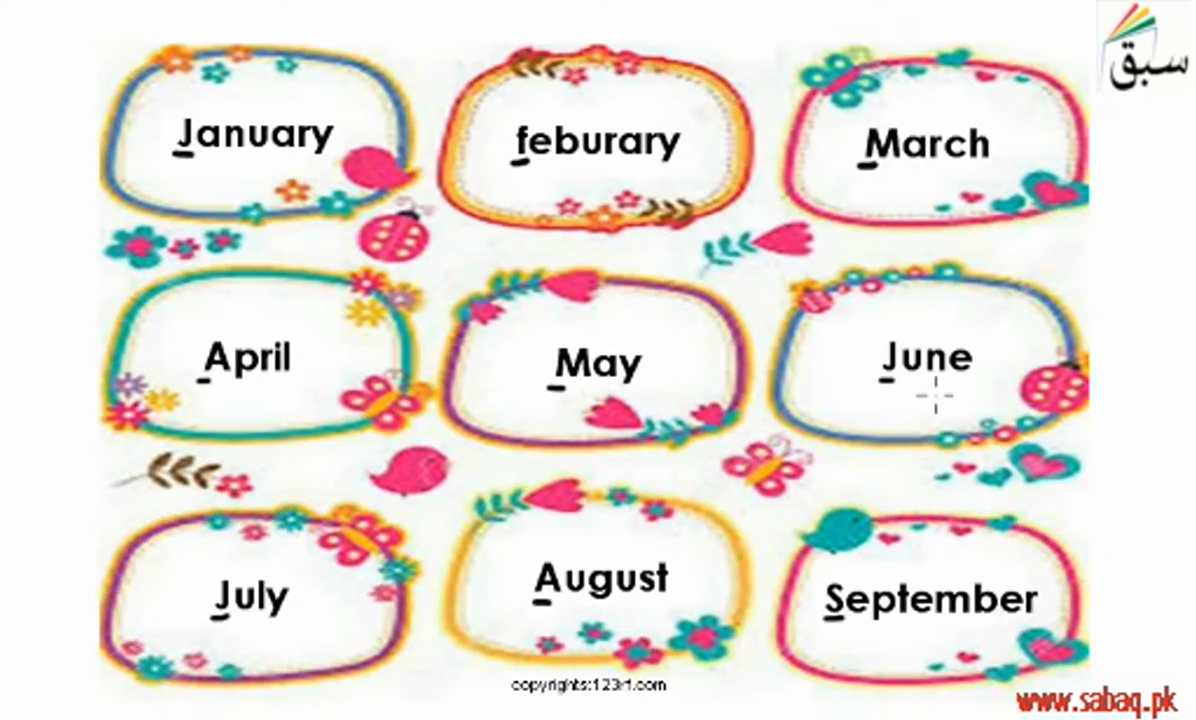 سبق
January
feburary
March
April
May
June
July
August
September
copyrights:123rf.com
www.sabaq.pk